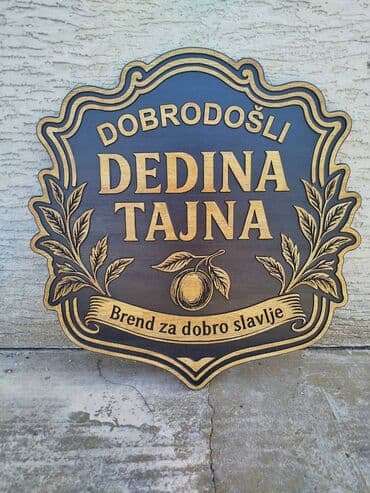 DOBRODOŠLI
DEDINA
TAJNA
Brend za dobro slavlje